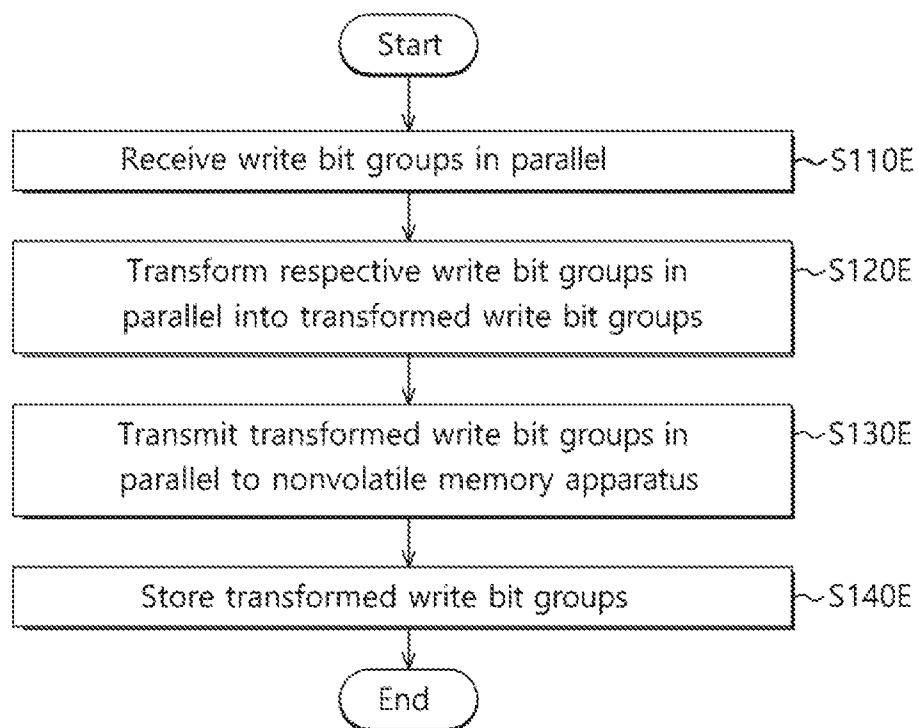 Start
Receive write bit groups in parallel
S110E
Transform respective write bit groups in
S120E
parallel into transformed write bit groups
Transmit transformed write bit groups in
S130E
parallel to nonvolatile memory apparatus
Store transformed write bit groups
S140E
End